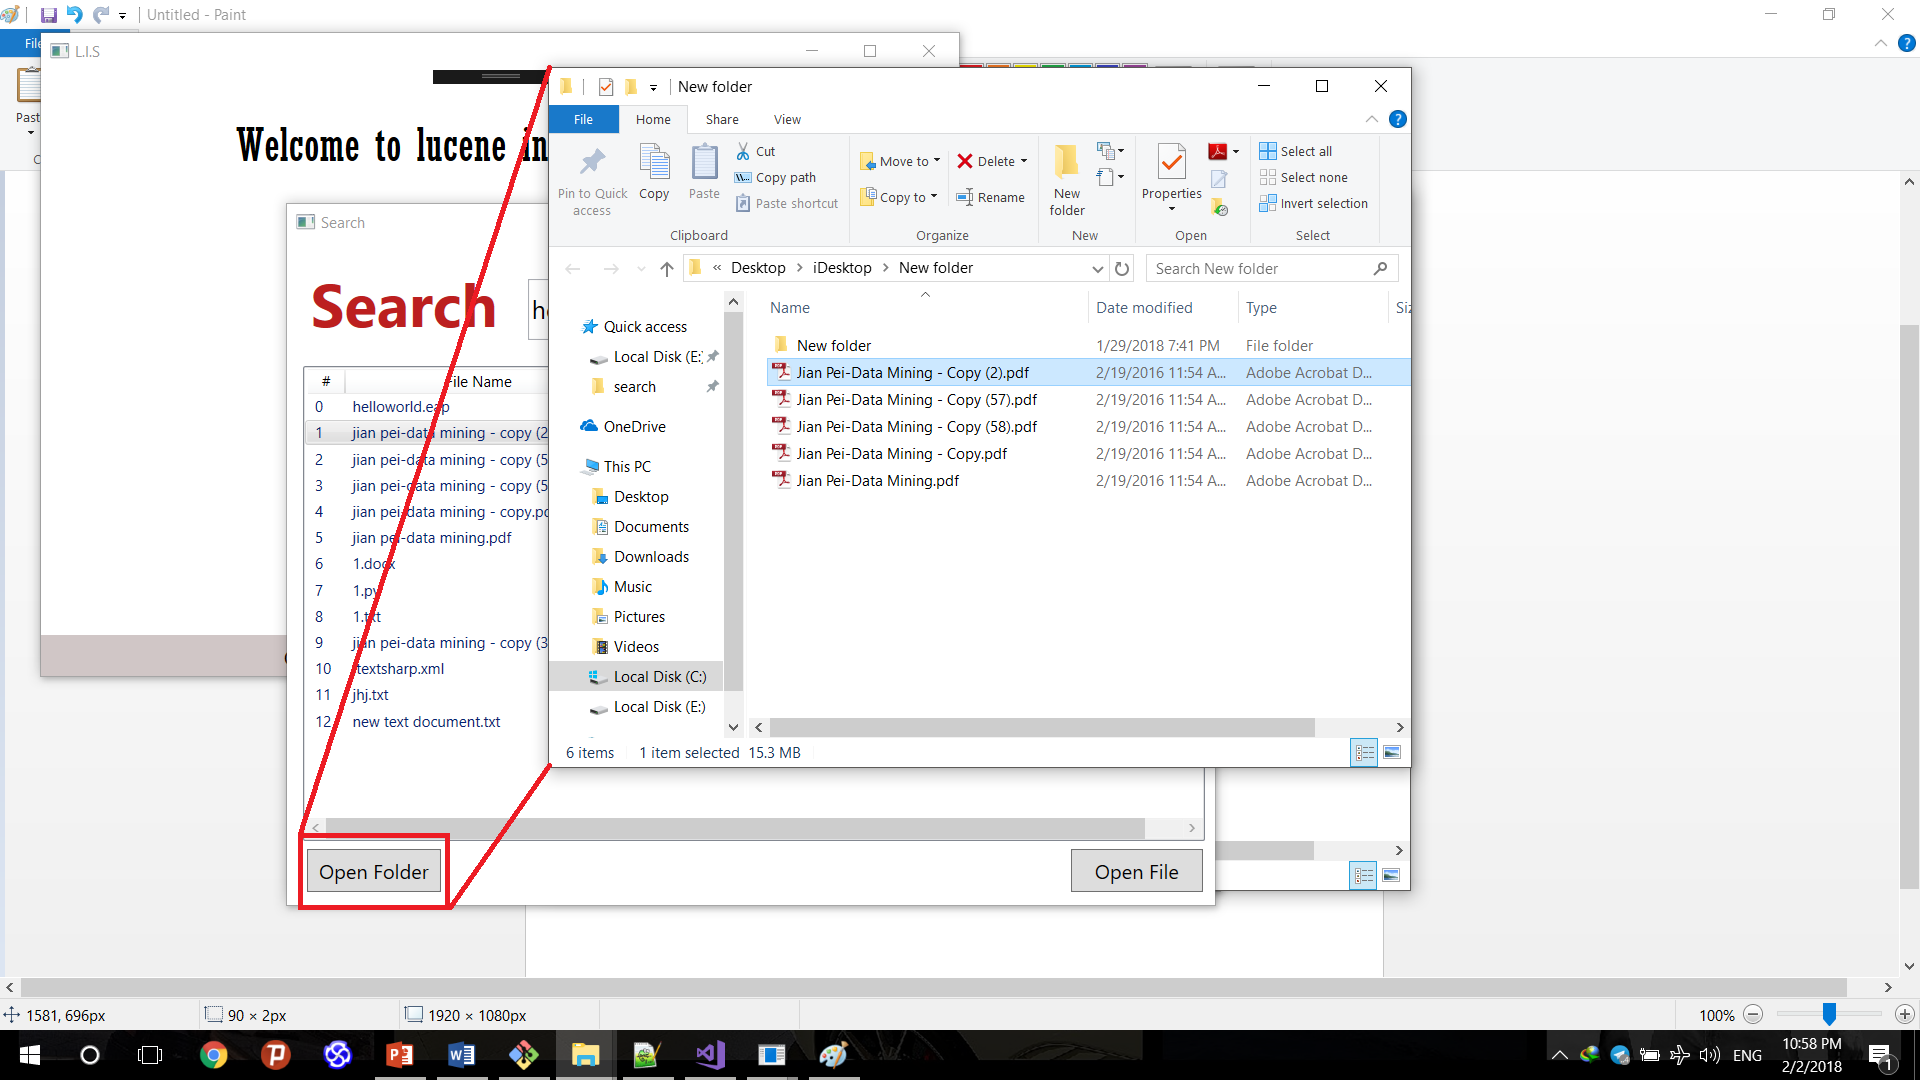 Untitled - Paint
File
L.I.S
Past
Welcome to lucene in
New folder
File Home Share View
Pin to Quick access
Copy
Paste
Cut
Copy path
Paste shortcut
Clipboard
Move to
Copy to
Delete
Rename
Organize
New folder
New
Properties
Open
Select all
Select none
Invert selection
Select
« Desktop > iDesktop > New folder
Search New folder
Name Date modified Type Siz
New folder 1/29/2018 7:41 PM File folder
Jian Pei-Data Mining - Copy (2).pdf 2/19/2016 11:54 A... Adobe Acrobat D...
Jian Pei-Data Mining - Copy (57).pdf 2/19/2016 11:54 A... Adobe Acrobat D...
Jian Pei-Data Mining - Copy (58).pdf 2/19/2016 11:54 A... Adobe Acrobat D...
Jian Pei-Data Mining - Copy.pdf 2/19/2016 11:54 A... Adobe Acrobat D...
Jian Pei-Data Mining.pdf 2/19/2016 11:54 A... Adobe Acrobat D...
Quick access
Local Disk (E:)
search
OneDrive
This PC
Desktop
Documents
Downloads
Music
Pictures
Videos
Local Disk (C:)
Local Disk (E:)
6 items 1 item selected 15.3 MB
Search
Search
he
# File Name
0 helloworld.eap
1 jian pei-data mining - copy (2
2 jian pei-data mining - copy (5
3 jian pei-data mining - copy (5
4 jian pei-data mining - copy.pd
5 jian pei-data mining.pdf
6 1.docx
7 1.py
8 1.txt
9 jian pei-data mining - copy (3
10 itextsharp.xml
11 jhj.txt
12 new text document.txt
Open Folder
Open File
1581, 696px
90 × 2px
1920 × 1080px
100%
ENG
10:58 PM
2/2/2018
1